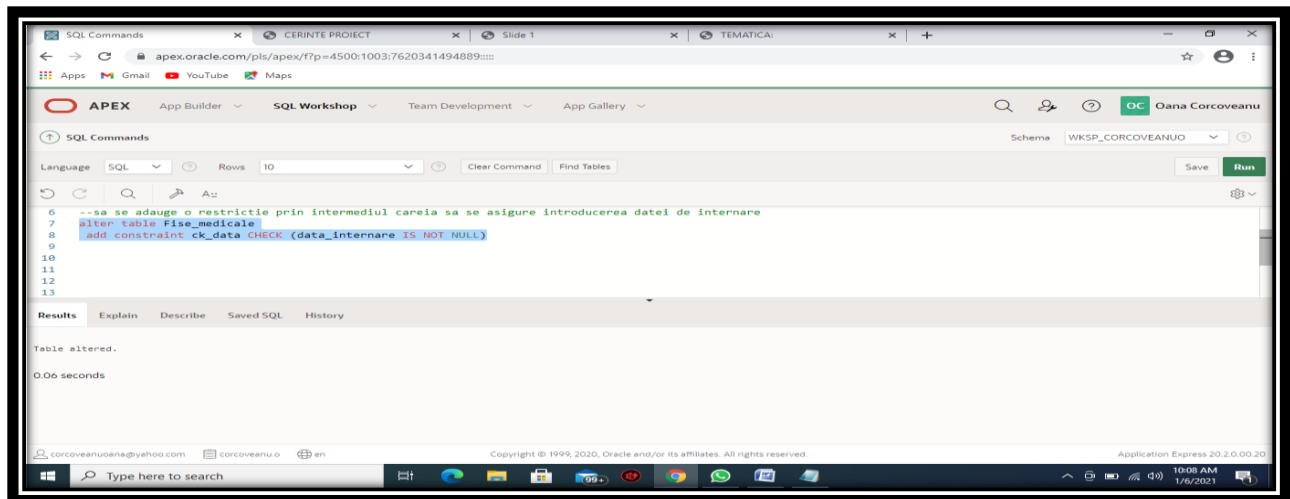 SQL Commands CERINTE PROIECT Slide 1 TEMATICA:
apex.oracle.com/pls/apex/f?p=4500:1003:7620341494889:::::
Apps Gmail YouTube Maps
APEX App Builder SQL Workshop Team Development App Gallery OC Oana Corcoveanu
SQL Commands Schema WKSP_CORCOVEANUO
Language SQL Rows 10 Clear Command Find Tables Save Run
6 --sa se adauge o restrictie prin intermediul careia sa se asigure introducerea datei de internare
7 alter table Fise_medicale
8 add constraint ck_data CHECK (data_internare IS NOT NULL)
9
10
11
12
13
Results Explain Describe Saved SQL History
Table altered.
0.06 seconds
corcoveanuoana@yahoo.com corcoveanu.o en Copyright © 1999, 2020, Oracle and/or its affiliates. All rights reserved. Application Express 20.2.0.00.20
Type here to search 99+ 10:08 AM
1/6/2021